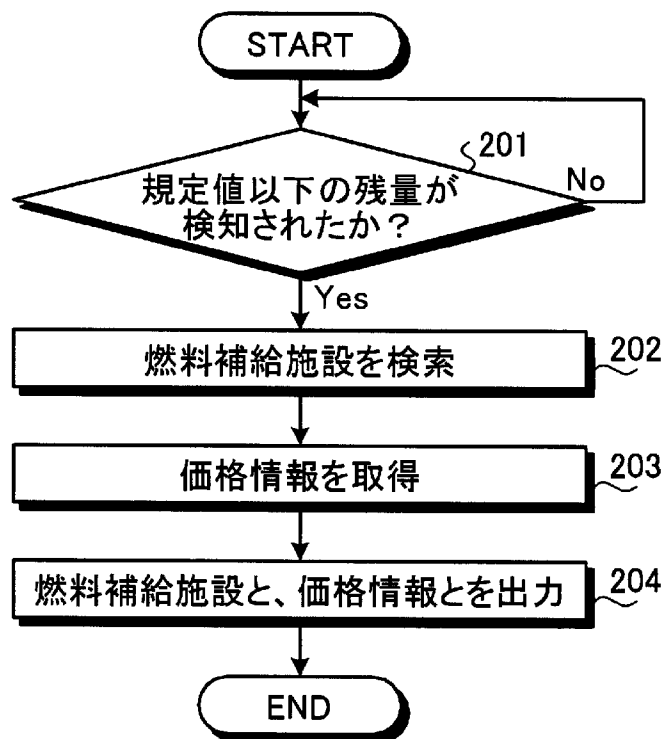 START
201
規定値以下の残量が
検知されたか？
No
Yes
燃料補給施設を検索
202
価格情報を取得
203
燃料補給施設と、価格情報とを出力
204
END